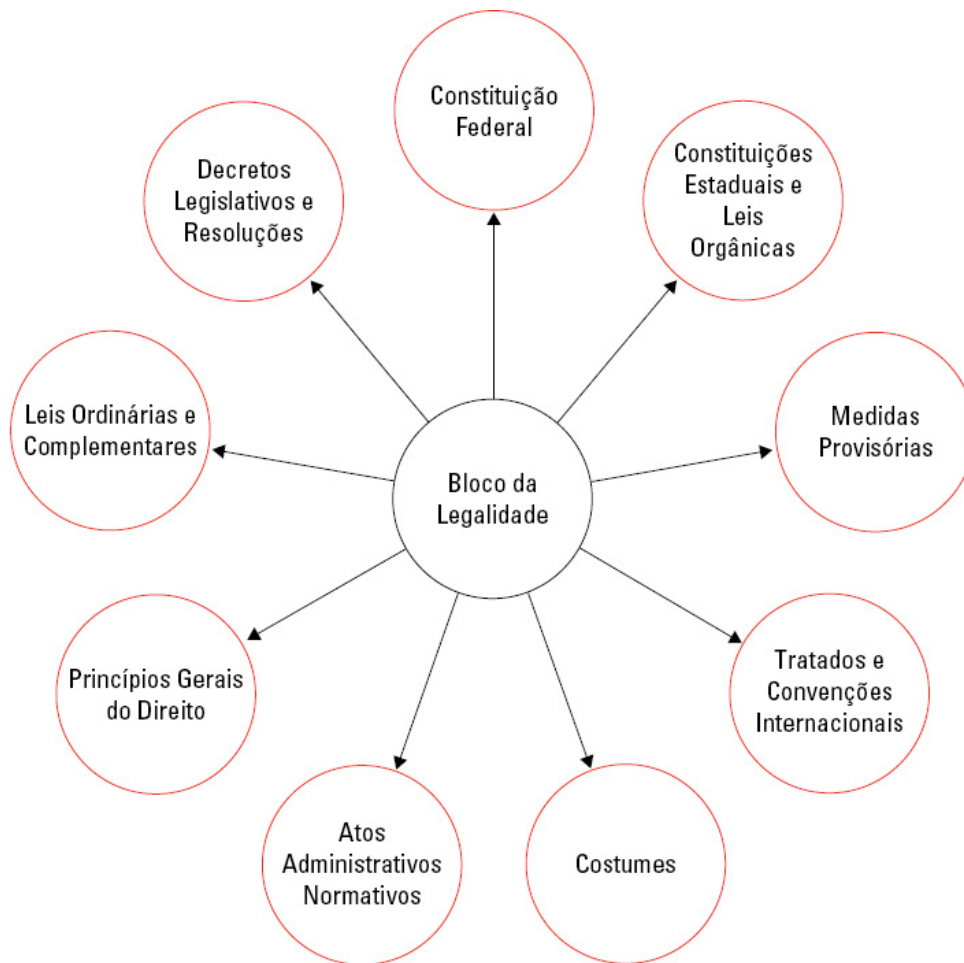 Constituição
Federal
Constituições
Estaduais e
Leis
Orgânicas
Decretos
Legislativos e
Resoluções
Leis Ordinárias e
Complementares
Medidas
Provisórias
Bloco da
Legalidade
Princípios Gerais
do Direito
Tratados e
Convenções
Internacionais
Atos
Administrativos
Normativos
Costumes